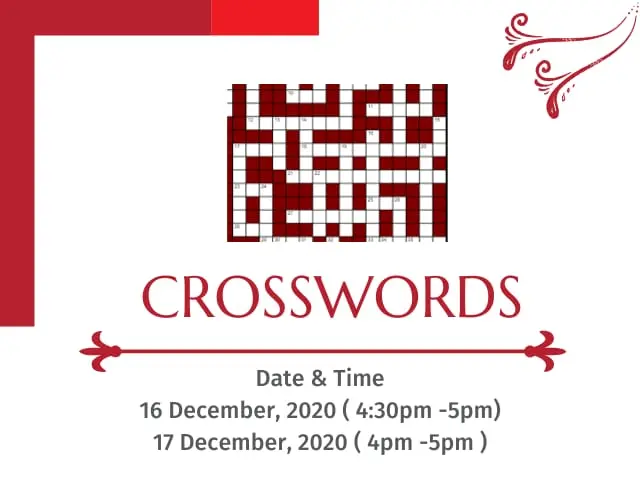 CROSSWORDS
Date & Time
16 December, 2020 ( 4:30pm -5pm)
17 December, 2020 ( 4pm -5pm )